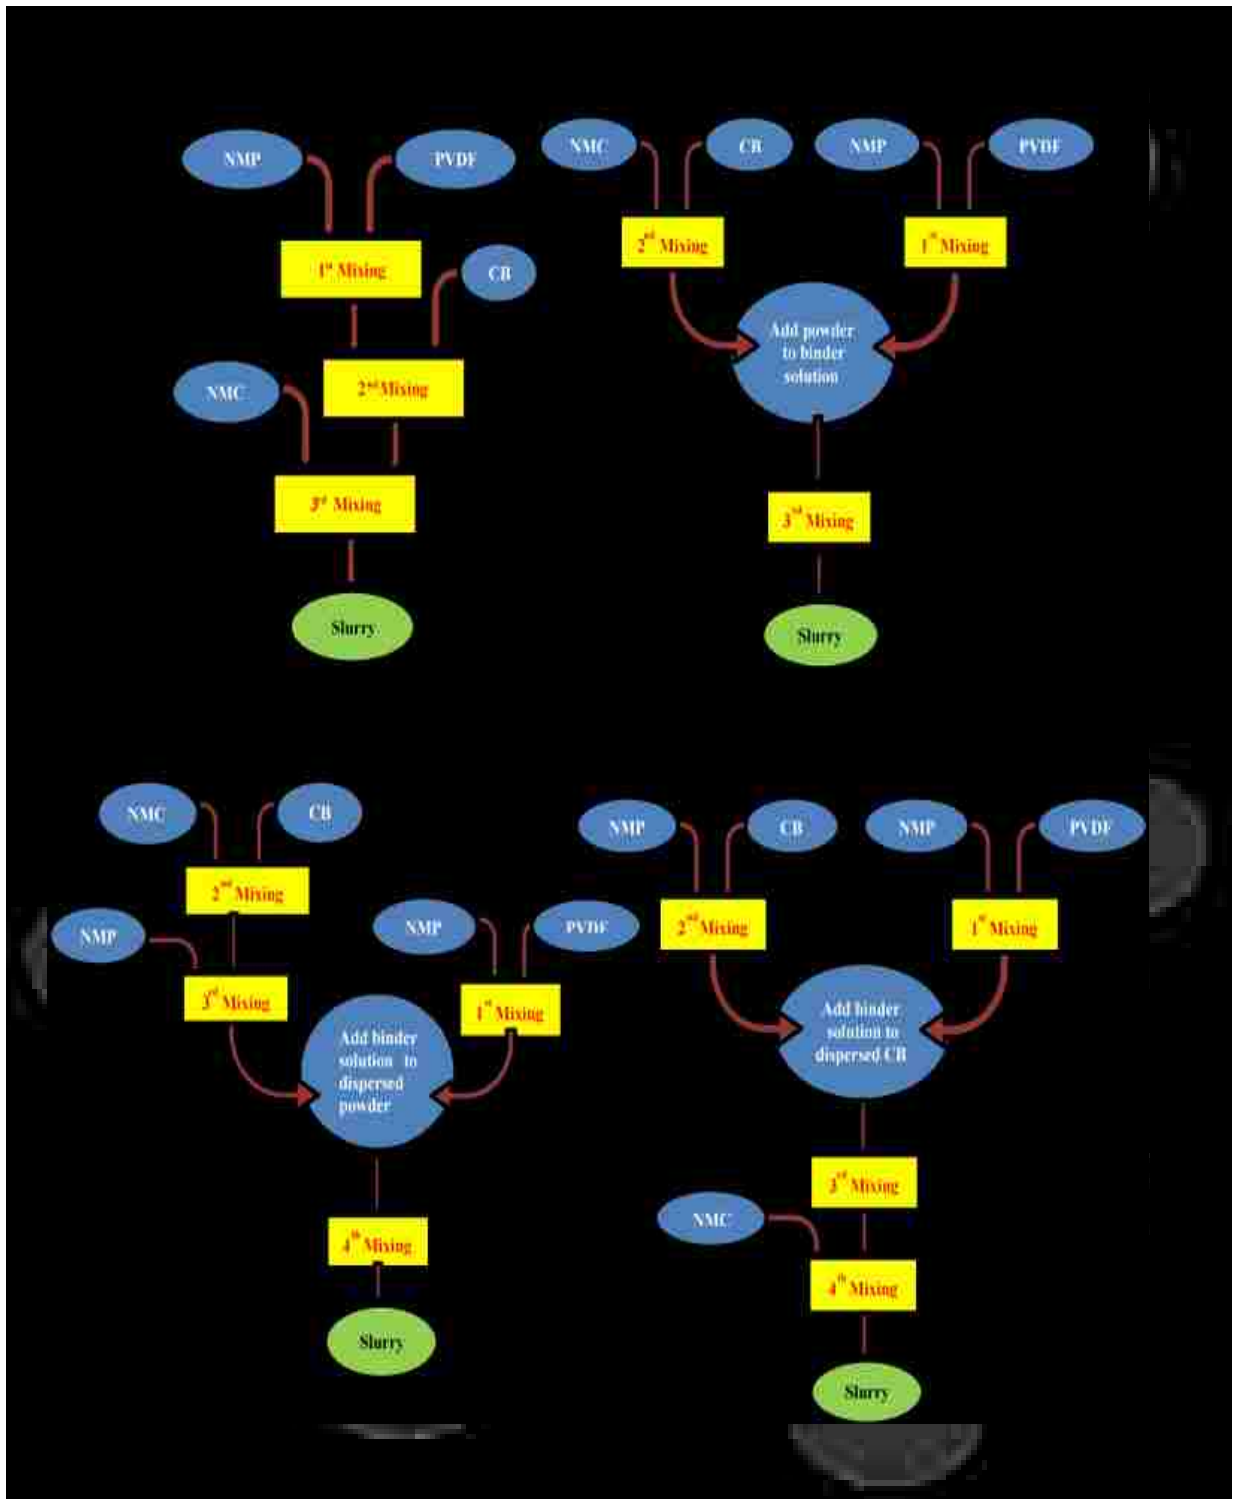 NMP
PVDF
1st Mixing
CB
2nd Mixing
NMC
3rd Mixing
Slurry
NMC
CB
NMP
PVDF
2nd Mixing
1st Mixing
Add powder
to binder
solution
3nd Mixing
Slurry
NMC
CB
2nd Mixing
NMP
3rd Mixing
NMP
PVDF
1st Mixing
Add binder
solution to
dispersed
powder
4th Mixing
Slurry
NMP
CB
NMP
PVDF
2nd Mixing
1st Mixing
Add binder
solution to
dispersed CB
3rd Mixing
NMC
4th Mixing
Slurry